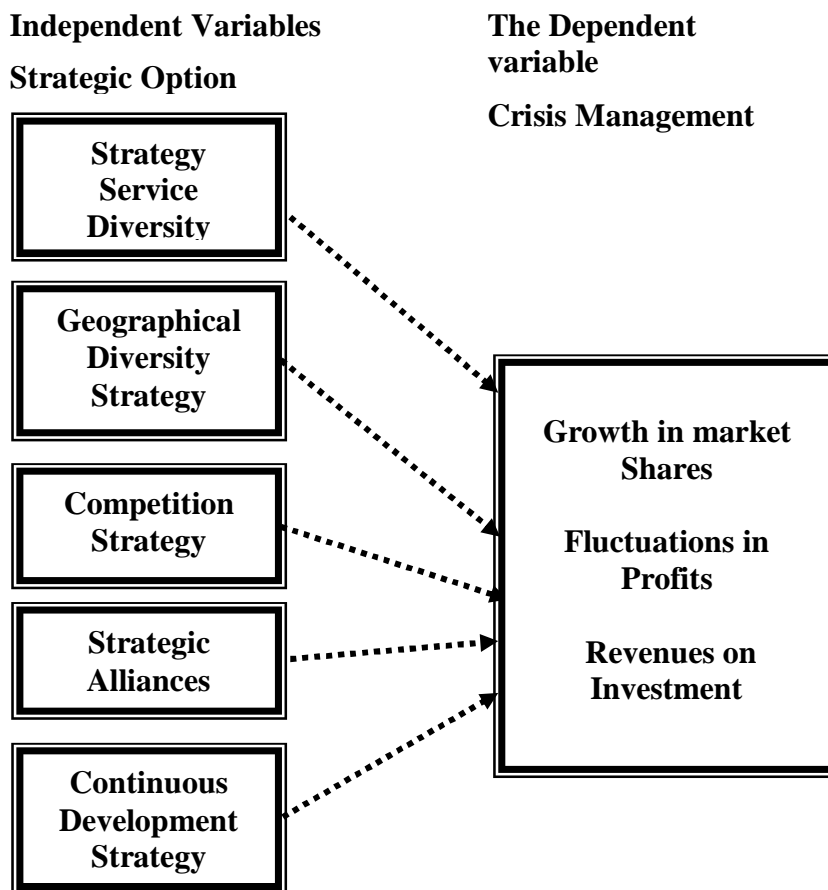 Independent Variables
Strategic Option
The Dependent
variable
Crisis Management
Strategy
Service
Diversity
Geographical
Diversity
Strategy
Competition
Strategy
Strategic
Alliances
Continuous
Development
Strategy
Growth in market
Shares
Fluctuations in
Profits
Revenues on
Investment